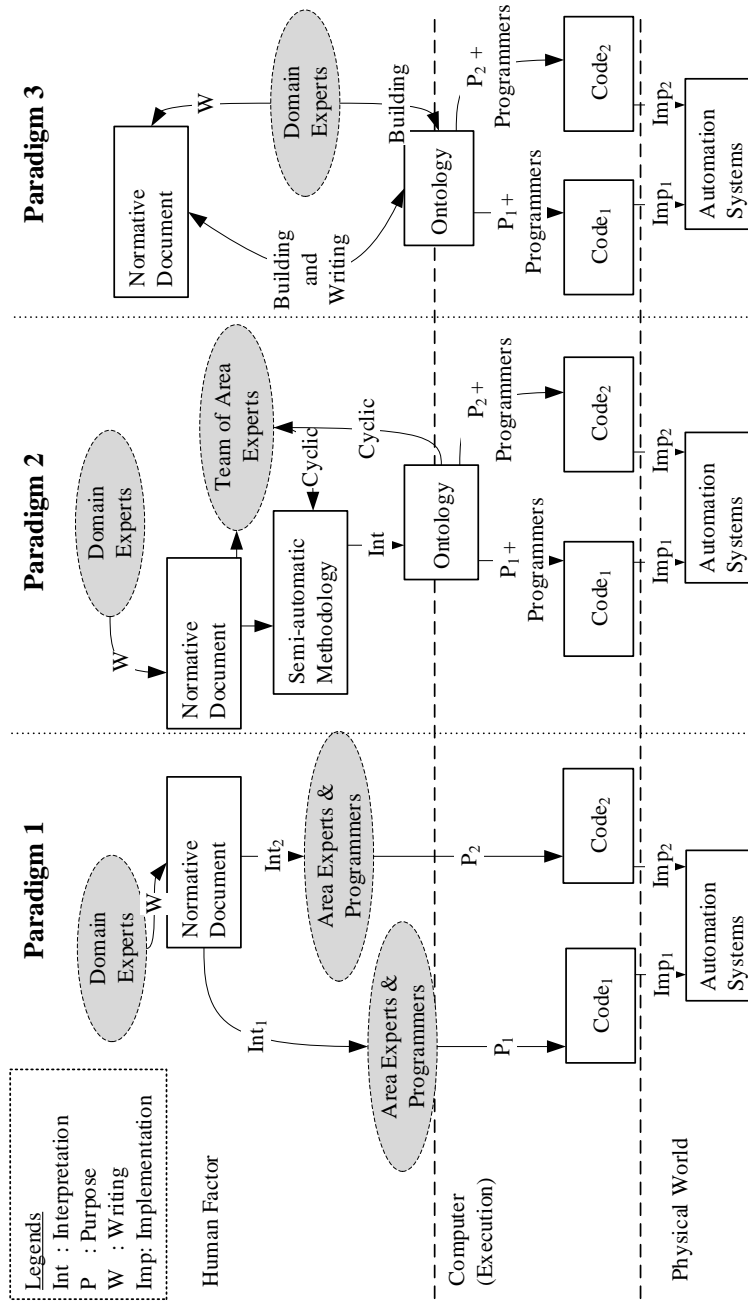 Legends
Int : Interpretation
P : Purpose
W : Writing
Imp: Implementation
Human Factor
Computer
(Execution)
Physical World
Paradigm 1
Domain
Experts
W
Normative
Document
Int1
Int2
Area Experts &
Programmers
Area Experts &
Programmers
P1
P2
Code1
Code2
Imp1
Imp2
Automation
Systems
Paradigm 2
Domain
Experts
W
Normative
Document
Team of Area
Experts
Cyclic
Cyclic
Semi-automatic
Methodology
Int
Ontology
P1+
Programmers
P2+
Programmers
Code1
Code2
Imp1
Imp2
Automation
Systems
Paradigm 3
Normative
Document
W
Domain
Experts
Building
and
Writing
Building
Ontology
P1+
Programmers
P2+
Programmers
Code1
Code2
Imp1
Imp2
Automation
Systems